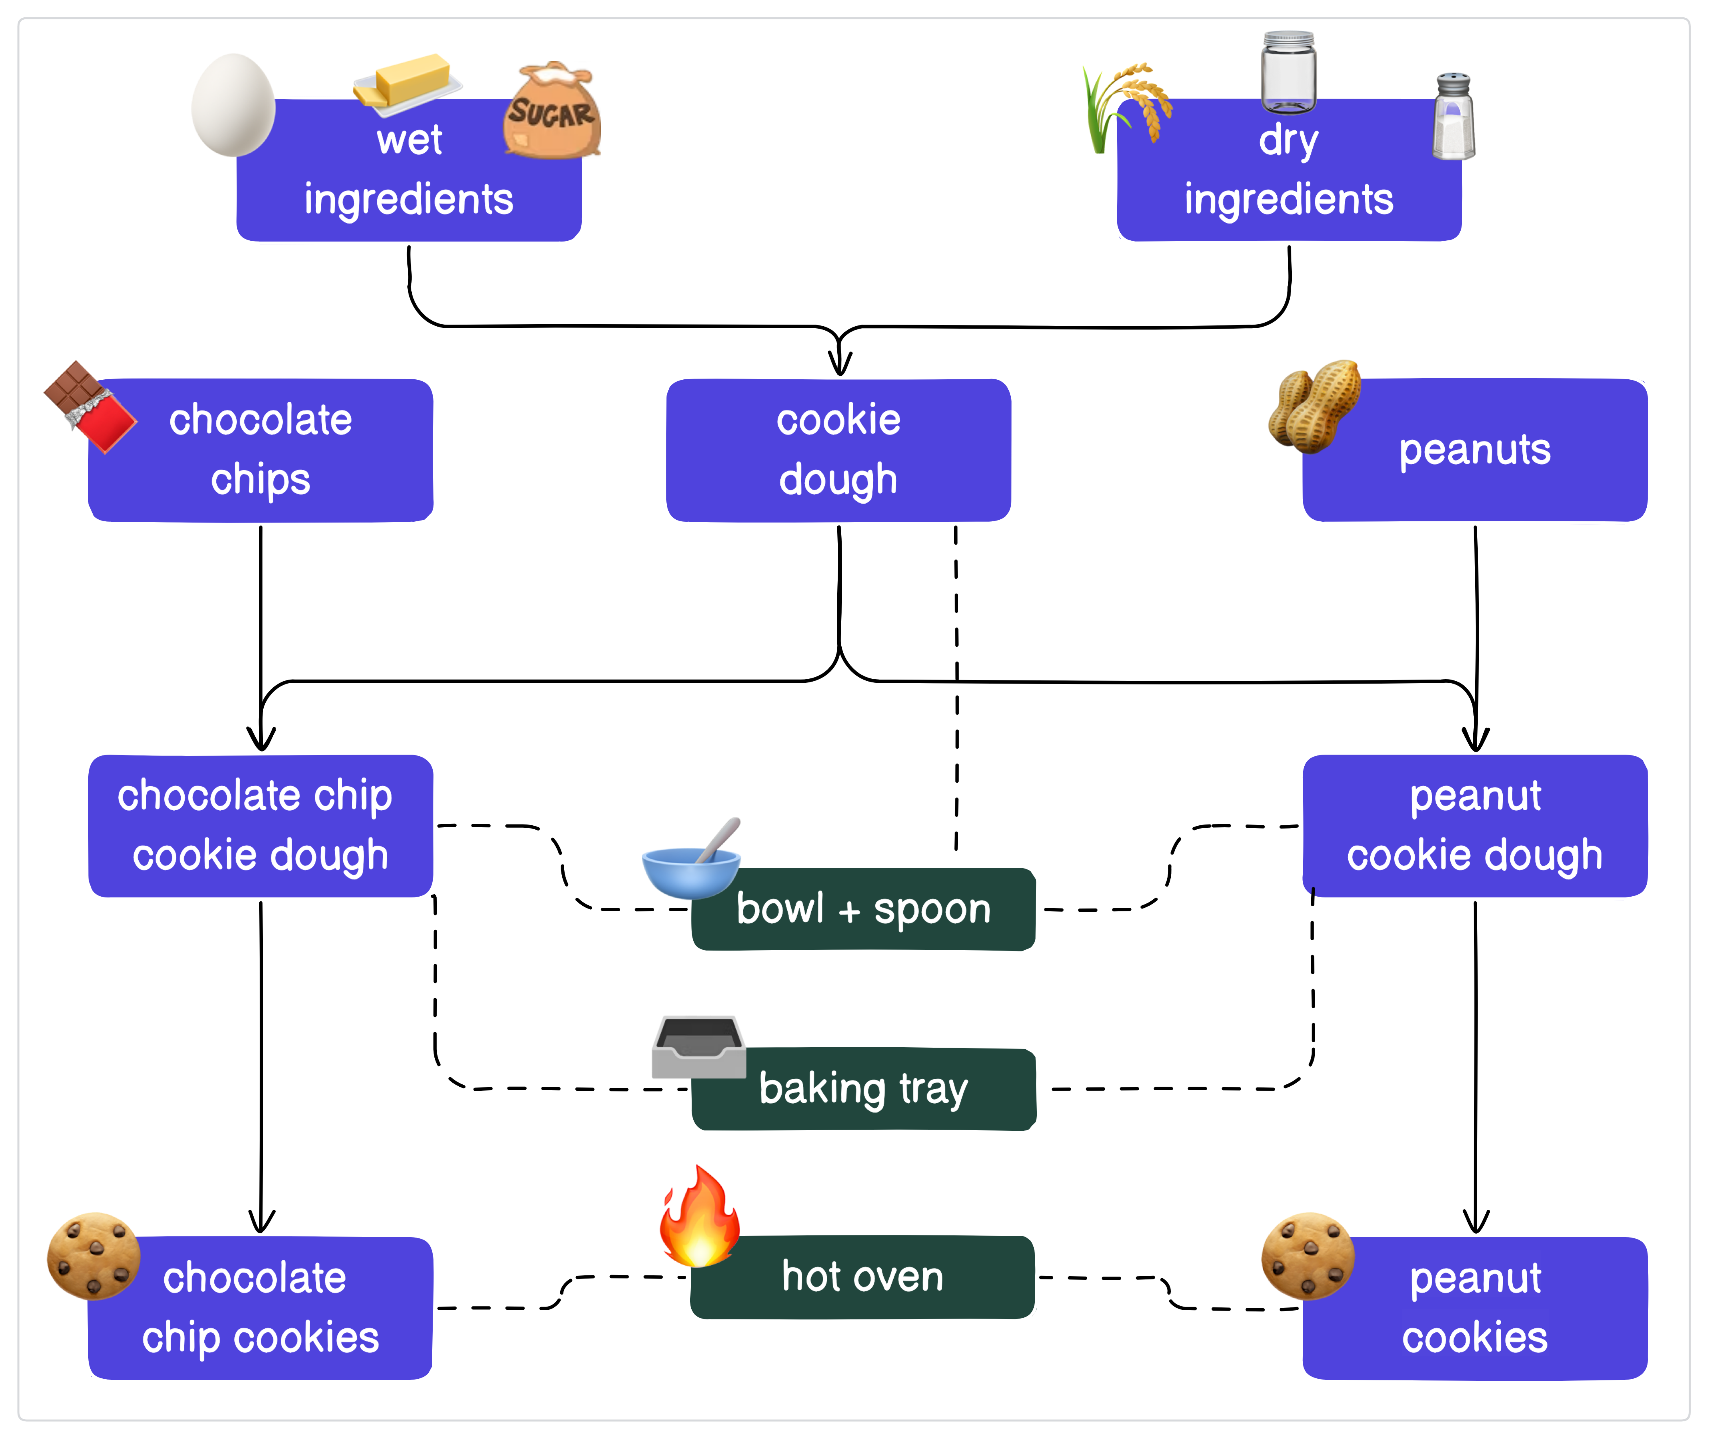 SUGAR
wet
ingredients
dry
ingredients
chocolate
chips
cookie
dough
peanuts
chocolate chip
cookie dough
peanut
cookie dough
bowl + spoon
baking tray
hot oven
chocolate
chip cookies
peanut
cookies